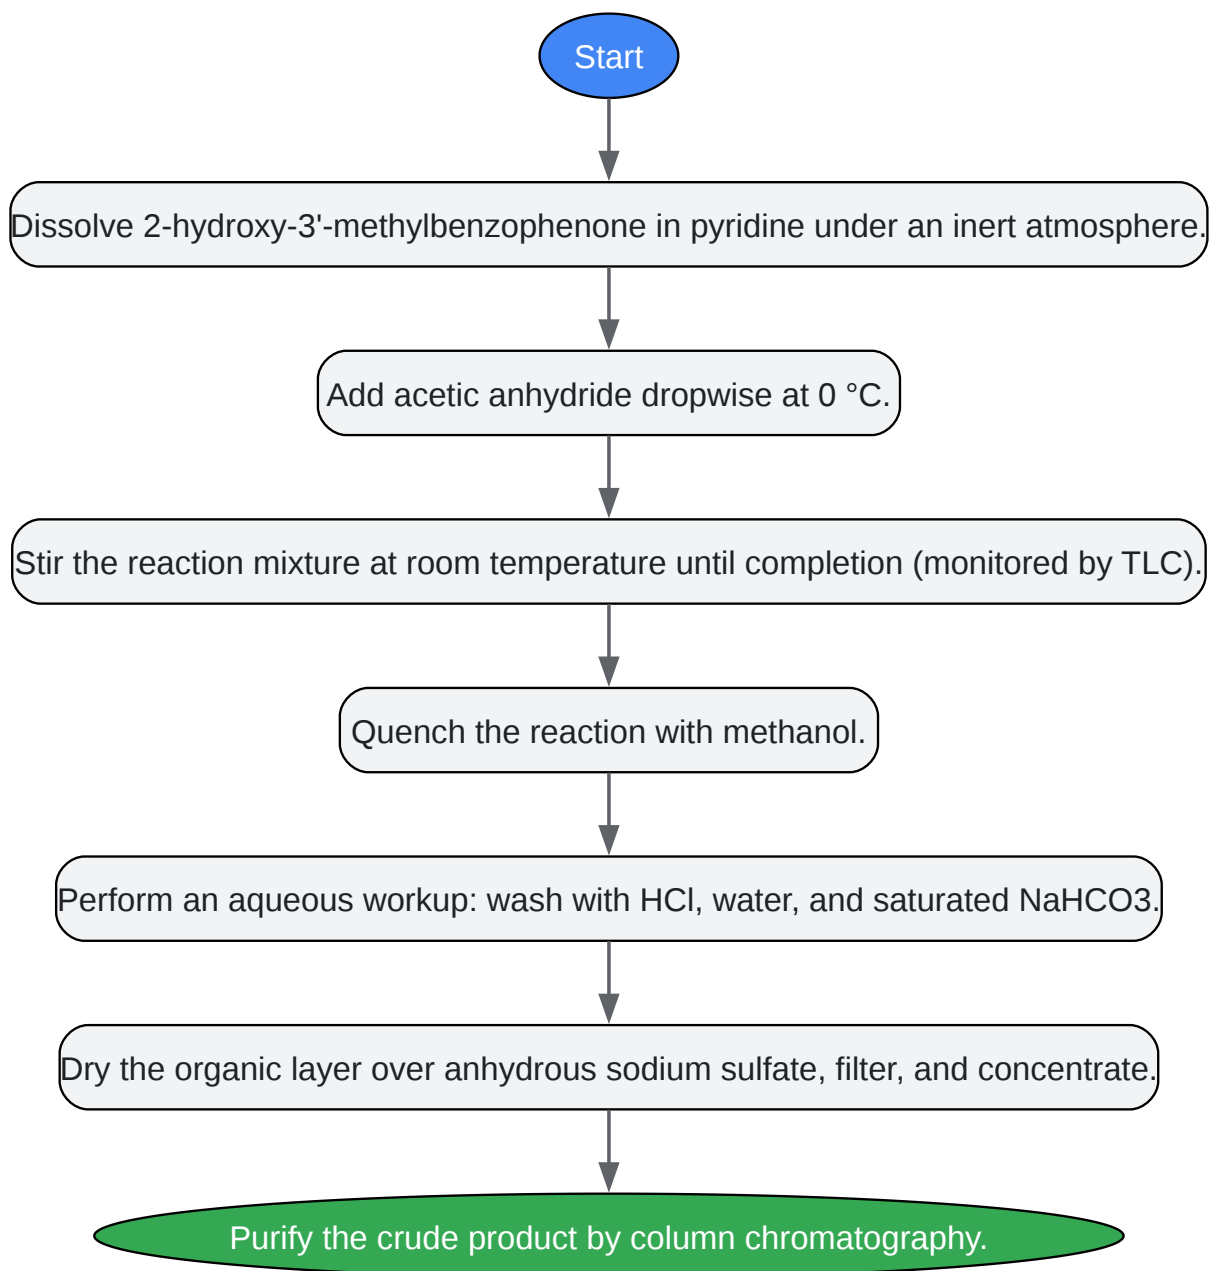 Start
Dissolve 2-hydroxy-3'-methylbenzophenone in pyridine under an inert atmosphere.
Add acetic anhydride dropwise at 0 °C.
Stir the reaction mixture at room temperature until completion (monitored by TLC).
Quench the reaction with methanol.
Perform an aqueous workup: wash with HCl, water, and saturated NaHCO3.
Dry the organic layer over anhydrous sodium sulfate, filter, and concentrate.
Purify the crude product by column chromatography.